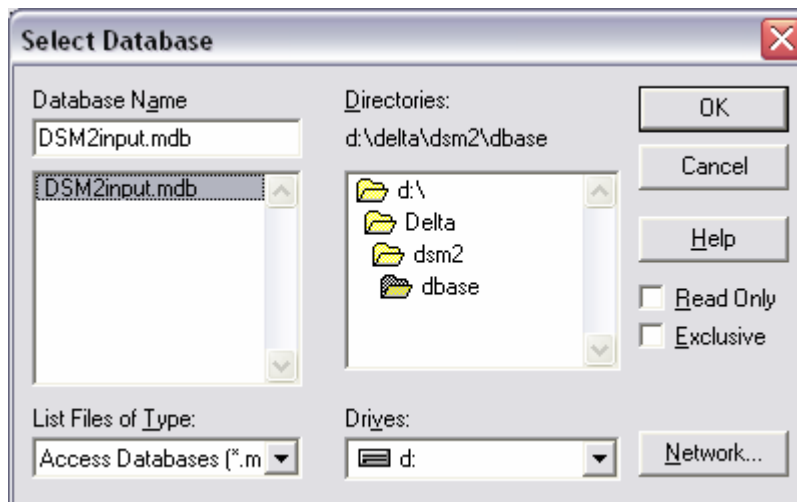 Select Database
Database Name
DSM2input.mdb
DSM2input.mdb
List Files of Type:
Access Databases (*.m
Directories:
d:\delta\dsm2\dbase
d:\
Delta
dsm2
dbase
Drives:
d:
OK
Cancel
Help
Read Only
Exclusive
Network...